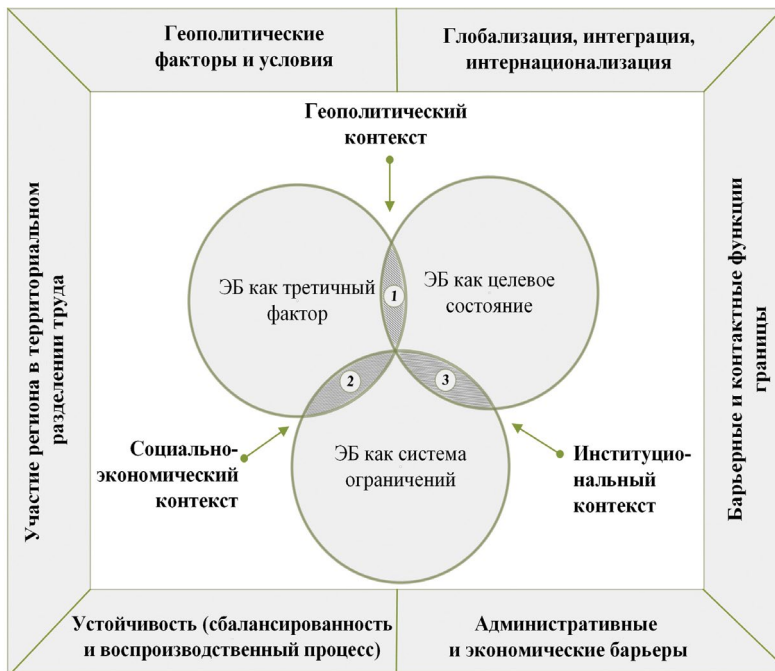 Геополитические
факторы и условия
Глобализация, интеграция,
интернационализация
Геополитический
контекст
Участие региона в территориальном
разделении труда
Барьерные и контактные функции
границы
ЭБ как третичный
фактор
1
ЭБ как целевое
состояние
2
3
Социально-
экономический
контекст
ЭБ как система
ограничений
Институцио-
нальный
контекст
Устойчивость (сбалансированность
и воспроизводственный процесс)
Административные
и экономические барьеры